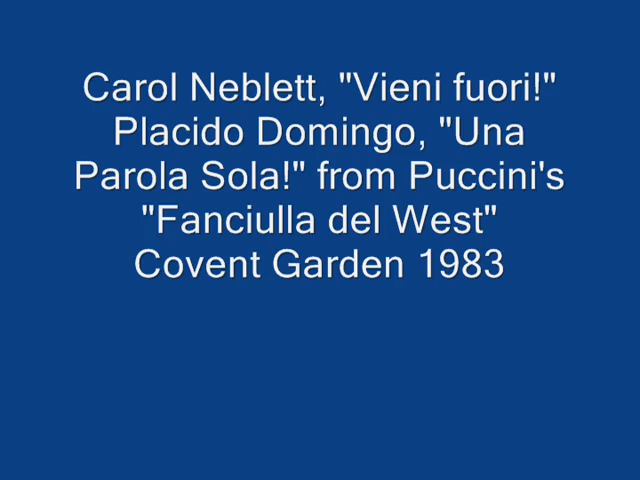 Carol Neblett, "Vieni fuori!"
Placido Domingo, "Una
Parola Sola!" from Puccini's
"Fanciulla del West"
Covent Garden 1983